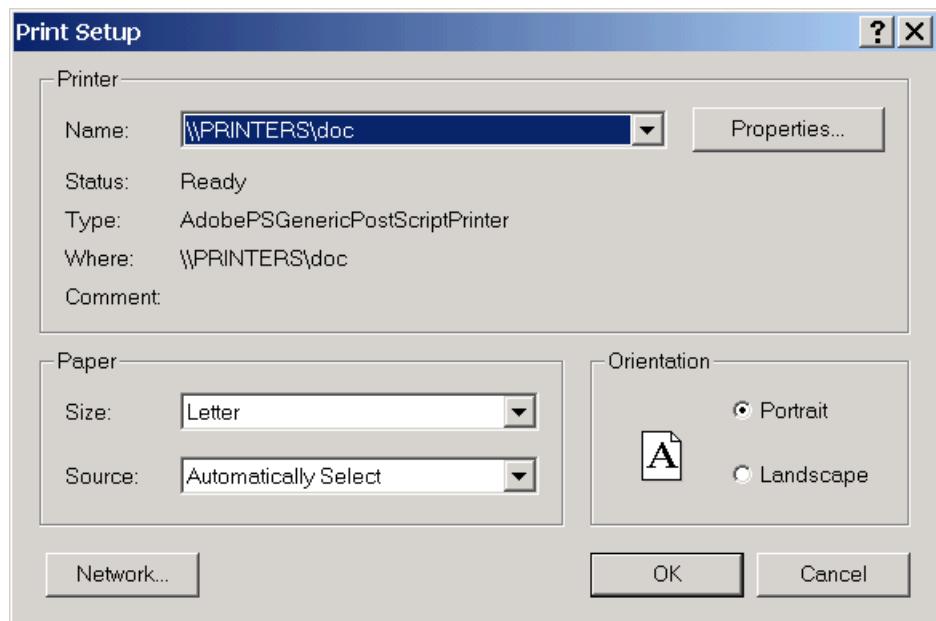 Print Setup
? X
Printer
Name: \\PRINTERS\doc Properties...
Status: Ready
Type: AdobePSGenericPostScriptPrinter
Where: \\PRINTERS\doc
Comment:
Paper
Size: Letter
Source: Automatically Select
Orientation
A
Portrait
Landscape
Network... OK Cancel